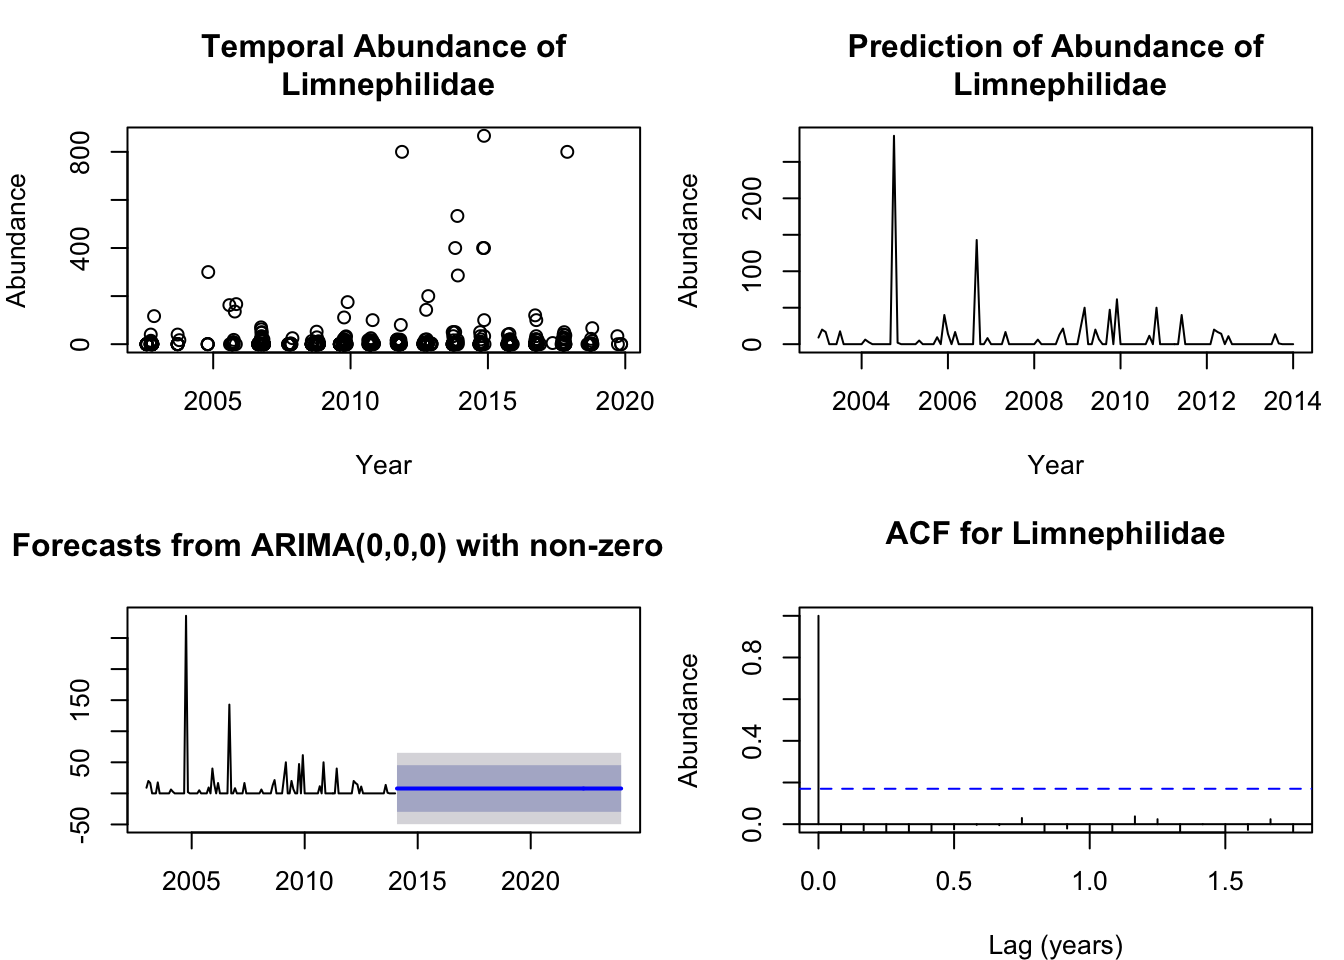 Temporal Abundance of
Limnephilidae
Abundance
800
400
0
2005 2010 2015 2020
Year
Prediction of Abundance of
Limnephilidae
Abundance
200
100
0
2004 2006 2008 2010 2012 2014
Year
Forecasts from ARIMA(0,0,0) with non-zero
150
50
-50
2005 2010 2015 2020
ACF for Limnephilidae
Abundance
0.8
0.4
0.0
0.0 0.5 1.0 1.5
Lag (years)